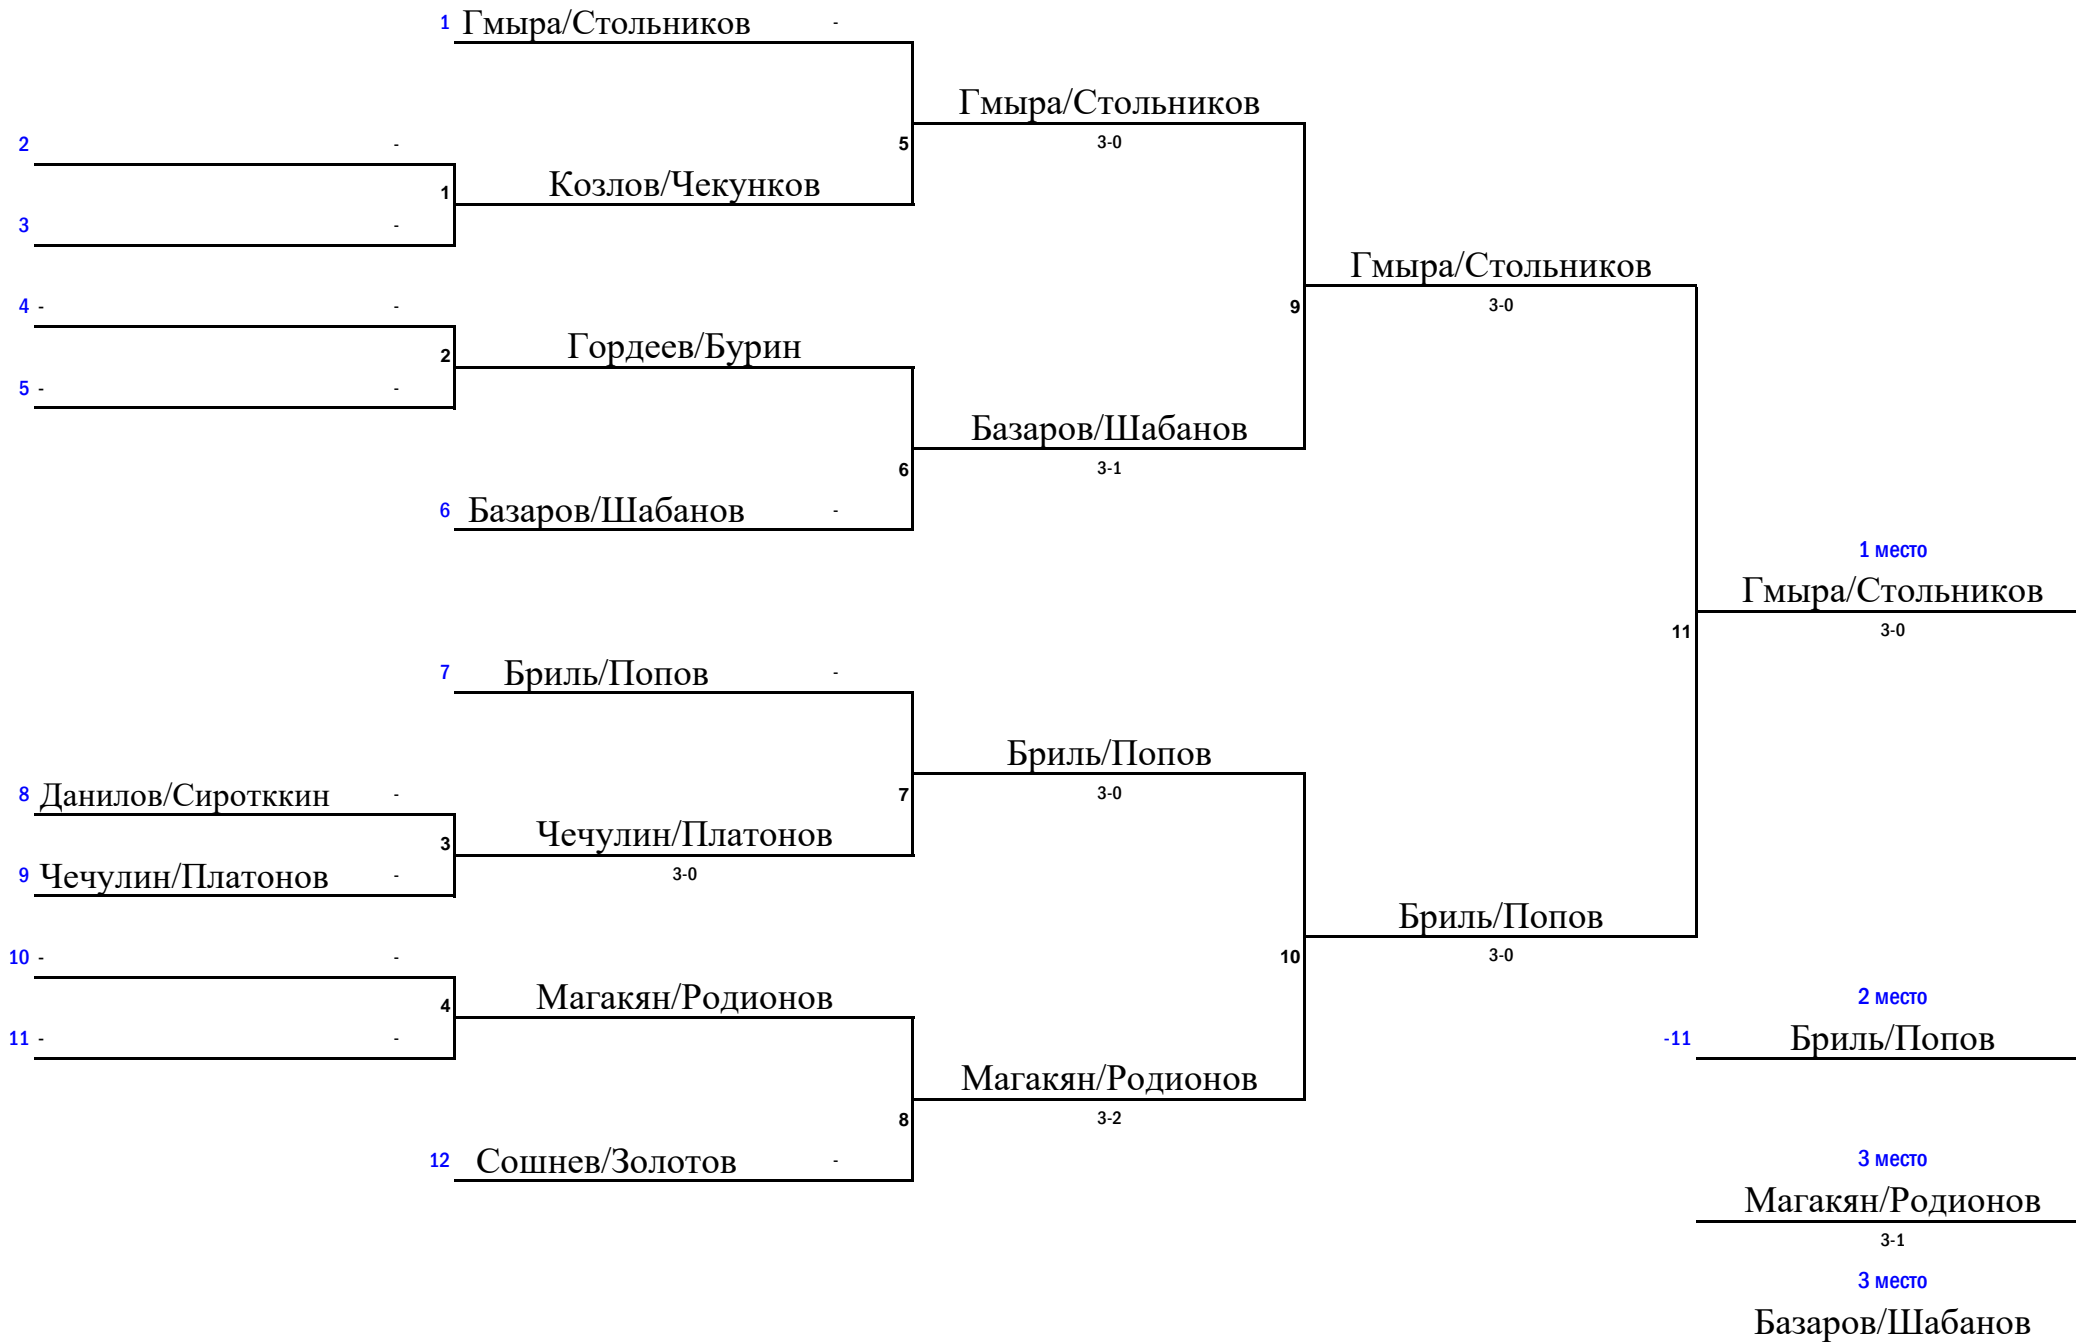 1 Гмыра/Стольников -
Гмыра/Стольников
2 - 5 3-0
1 Козлов/Чекунков
3 -
Гмыра/Стольников
4 - - 9 3-0
2 Гордеев/Бурин
5 - -
Базаров/Шабанов
6 3-1
6 Базаров/Шабанов -
1 место
Гмыра/Стольников
11 3-0
7 Бриль/Попов -
Бриль/Попов
8 Данилов/Сиротккин - 7 3-0
3 Чечулин/Платонов
9 Чечулин/Платонов - 3-0
Бриль/Попов
10 - - 10 3-0
4 Магакян/Родионов 2 место
11 - - -11 Бриль/Попов
Магакян/Родионов
8 3-2
12 Сошнев/Золотов - 3 место
Магакян/Родионов
3-1
3 место
Базаров/Шабанов